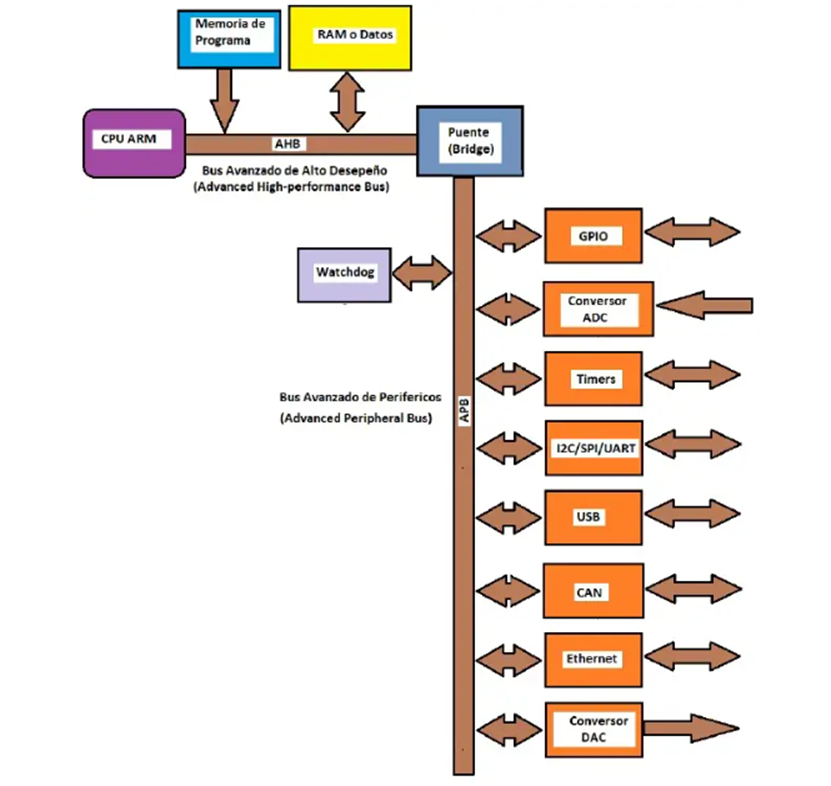 Memoria de
Programa
RAM o Datos
CPU ARM
AHB
Puente
(Bridge)
Bus Avanzado de Alto Desepeño
(Advanced High-performance Bus)
GPIO
Watchdog
Conversor
ADC
Timers
Bus Avanzado de Perifericos
(Advanced Peripheral Bus)
APB
I2C/SPI/UART
USB
CAN
Ethernet
Conversor
DAC